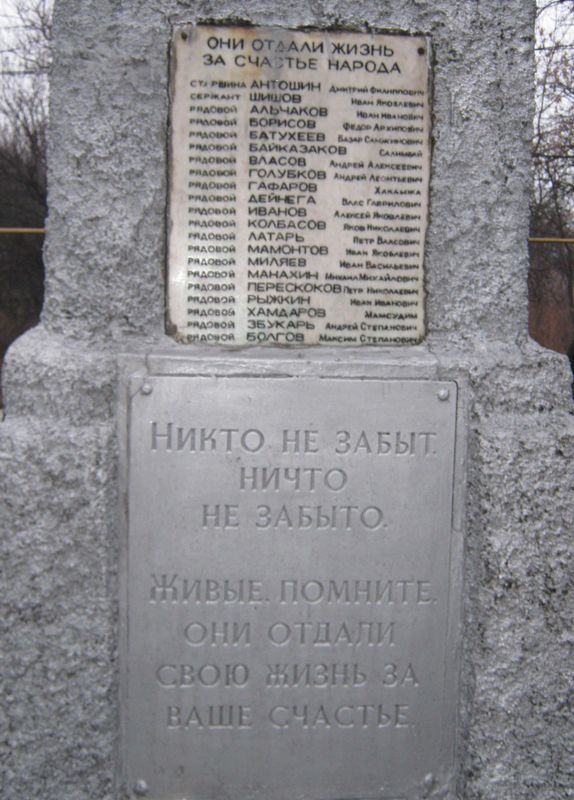 ОНИ ОТДАЛИ ЖИЗНЬ
ЗА СЧАСТЬЕ НАРОДА
СТАРШИНА АНТОШИН ДМИТРИЙ ФИЛИППОВИЧ
СЕРЖАНТ ШИШОВ ИВАН ЯКОВЛЕВИЧ
РЯДОВОЙ АЛЬЧАКОВ ИВАН ИВАНОВИЧ
РЯДОВОЙ БОРИСОВ ФЕДОР АРХИПОВИЧ
РЯДОВОЙ БАТУХЕЕВ БАЗАР
РЯДОВОЙ БАЙКАЗАКОВ САЛИМБАЙ
РЯДОВОЙ ВЛАСОВ АНДРЕЙ АЛЕКСЕЕВИЧ
РЯДОВОЙ ГОЛУБКОВ АНДРЕЙ ЛЕОНТЬЕВИЧ
РЯДОВОЙ ГАФАРОВ
РЯДОВОЙ ДЕЙНЕГА ВЛАС ГАВРИЛОВИЧ
РЯДОВОЙ ИВАНОВ АЛЕКСЕЙ ЯКОВЛЕВИЧ
РЯДОВОЙ КОЛБАСОВ ЯКОВ НИКОЛАЕВИЧ
РЯДОВОЙ ЛАТАРЬ ПЕТР ВЛАСОВИЧ
РЯДОВОЙ МАМОНТОВ ИВАН ЯКОВЛЕВИЧ
РЯДОВОЙ МИЛЯЕВ ИВАН ВАСИЛЬЕВИЧ
РЯДОВОЙ МАНАХИН МИХАИЛ МИХАЙЛОВИЧ
РЯДОВОЙ ПЕРЕСКОКОВ ПЕТР НИКОЛАЕВИЧ
РЯДОВОЙ РЫЖКИН ИВАН ИВАНОВИЧ
РЯДОВОЙ ХАМДАРОВ МАМСУДИМ
РЯДОВОЙ ЗБУКАРЬ АНДРЕЙ СТЕПАНОВИЧ
РЯДОВОЙ БОЛГОВ МАКСИМ СТЕПАНОВИЧ
НИКТО НЕ ЗАБЫТ.
НИЧТО
НЕ ЗАБЫТО.
ЖИВЫЕ, ПОМНИТЕ,
ОНИ ОТДАЛИ
СВОЮ ЖИЗНЬ ЗА
ВАШЕ СЧАСТЬЕ.